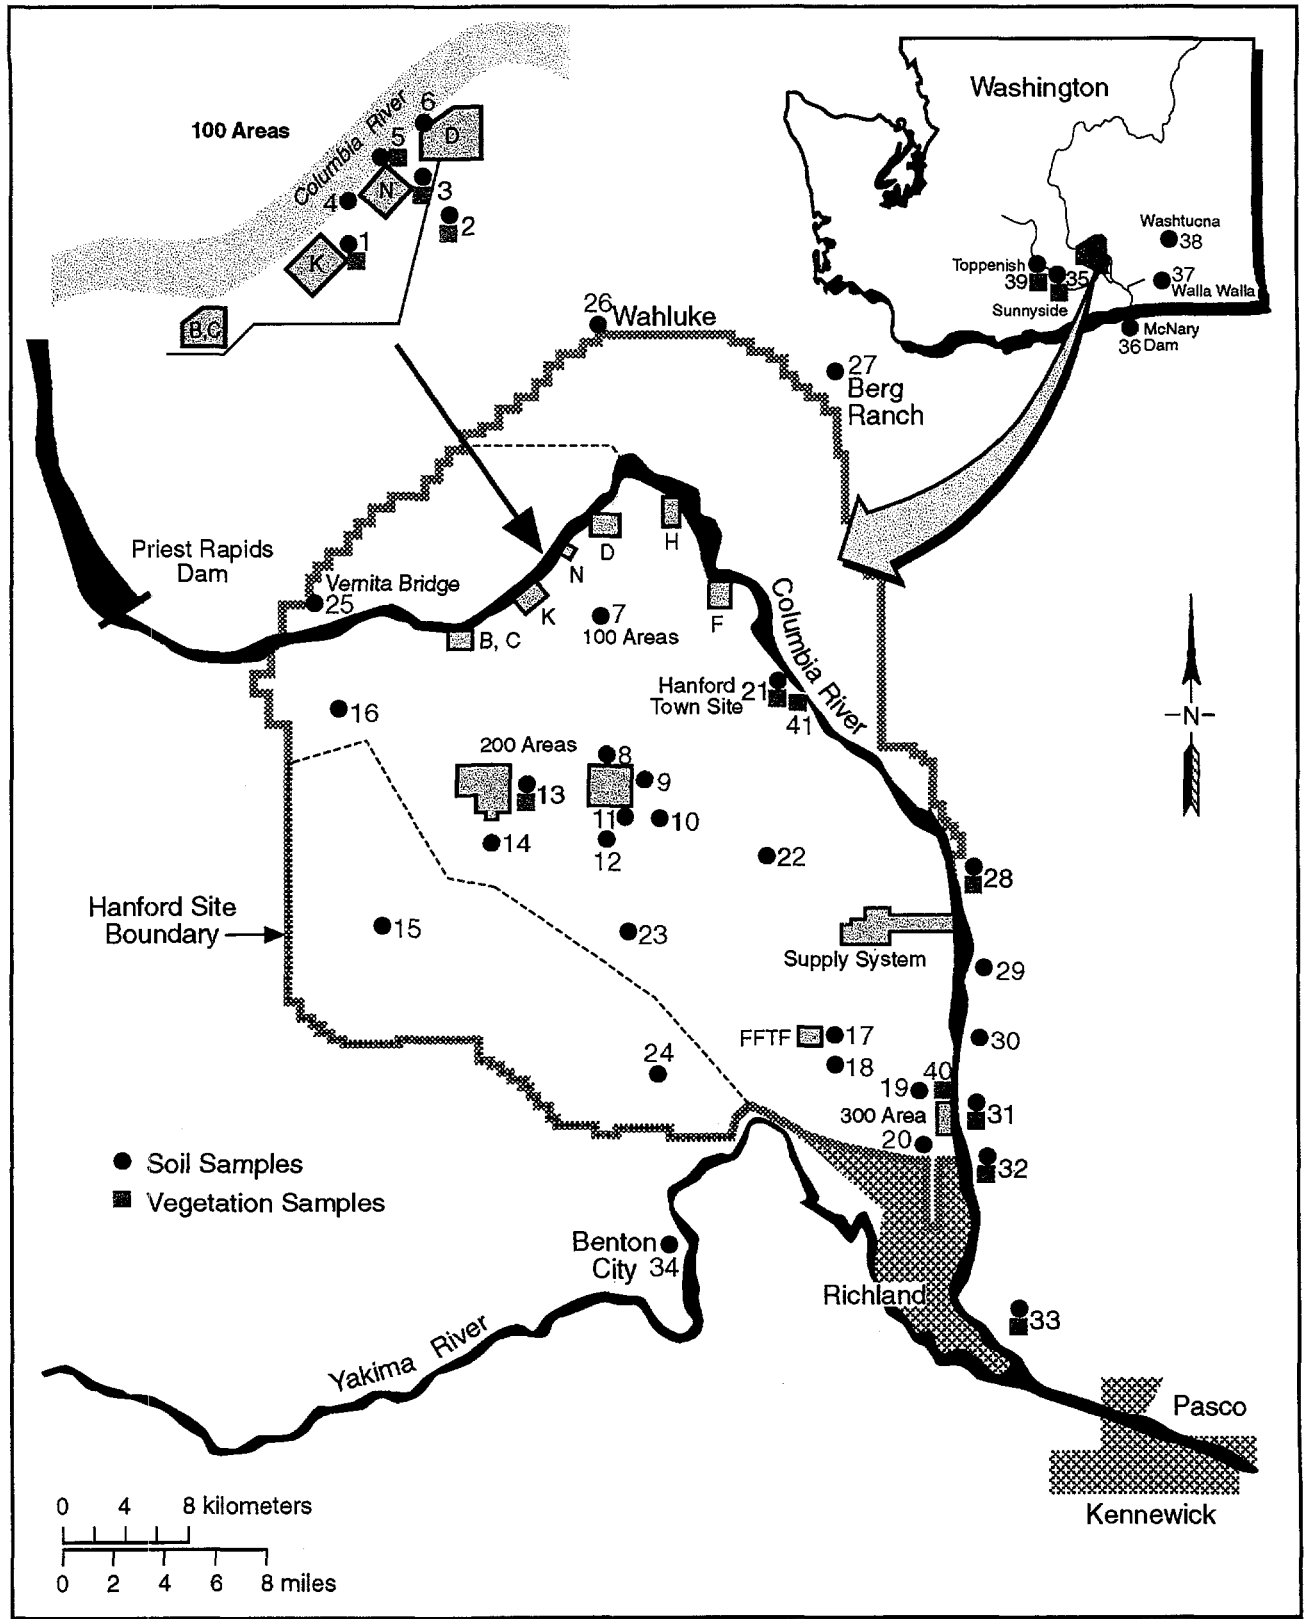 100 Areas
Columbia River
6
D
5
N
3
4
2
1
K
B,C
Washington
Washtucna
38
Toppenish
39
35
37
Walla Walla
Sunnyside
McNary
36 Dam
26
Wahluke
27
Berg
Ranch
Priest Rapids
Dam
Vernita Bridge
25
D
H
N
K
F
B, C
7
100 Areas
Columbia River
Hanford
Town Site
21
41
16
200 Areas
8
9
13
11
10
14
12
22
28
Hanford Site
Boundary
15
23
Supply System
29
FFTF
17
30
18
24
19
40
300 Area
31
20
32
Soil Samples
Vegetation Samples
Benton
City 34
Richland
33
Yakima River
Pasco
Kennewick
N
0 4 8 kilometers
0 2 4 6 8 miles